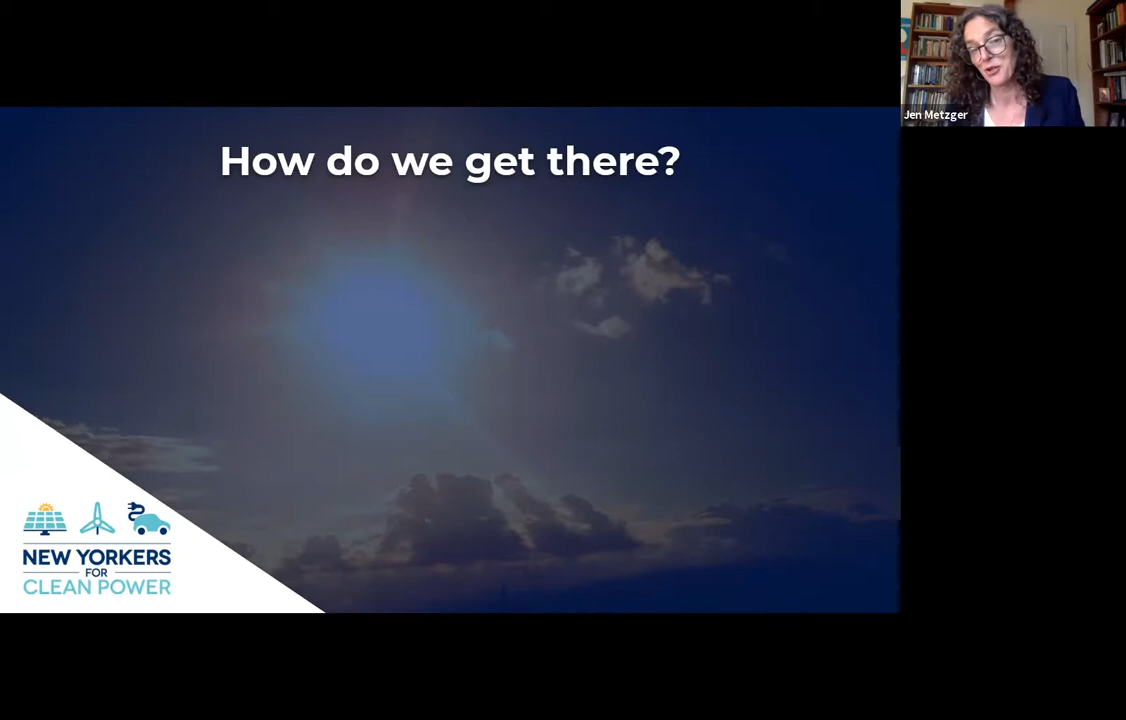 How do we get there?
Jen Metzger
NEW YORKERS
FOR
CLEAN POWER